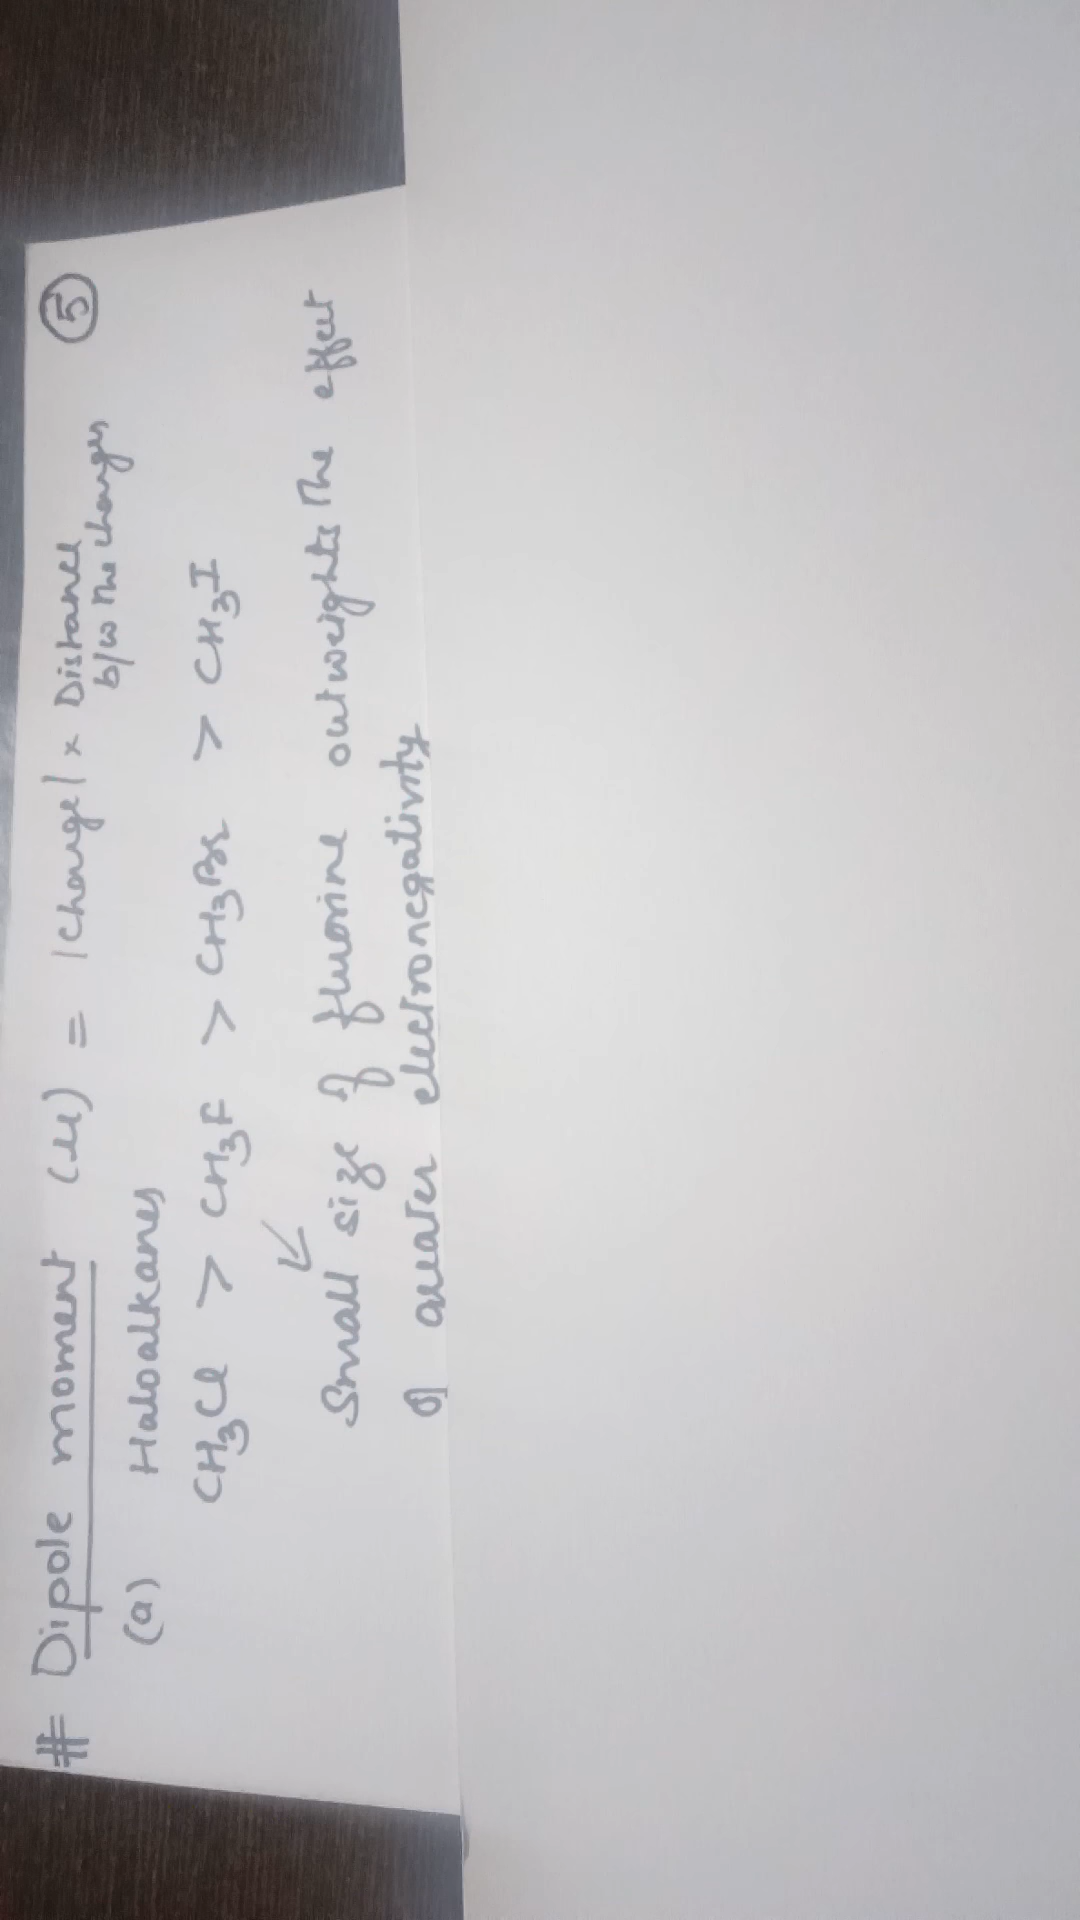 # Dipole moment (μ) = |charge| x Distance
b/w the charges
5
(a) Haloalkanes
CH3Cl > CH3F > CH3Br > CH3I
Small size of fluorine outweights the effect
of greater electronegativity